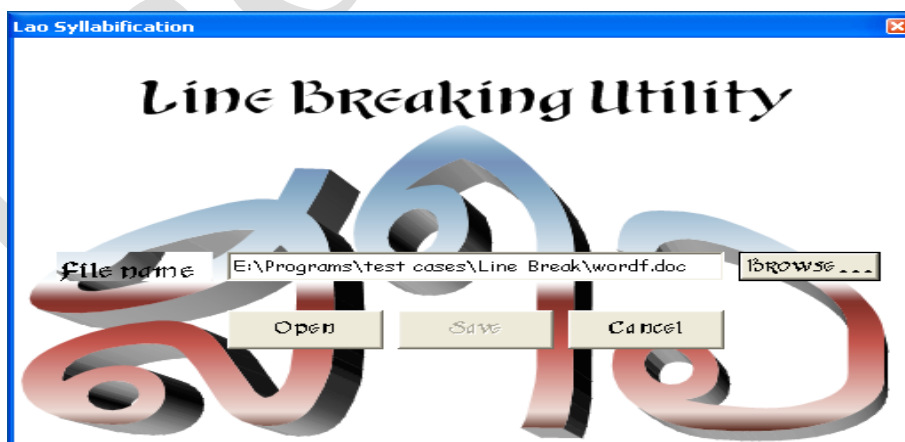 Lao Syllabification
Line Breaking Utility
File name E:\Programs\test cases\Line Break\wordf.doc Browse...
Open Save Cancel